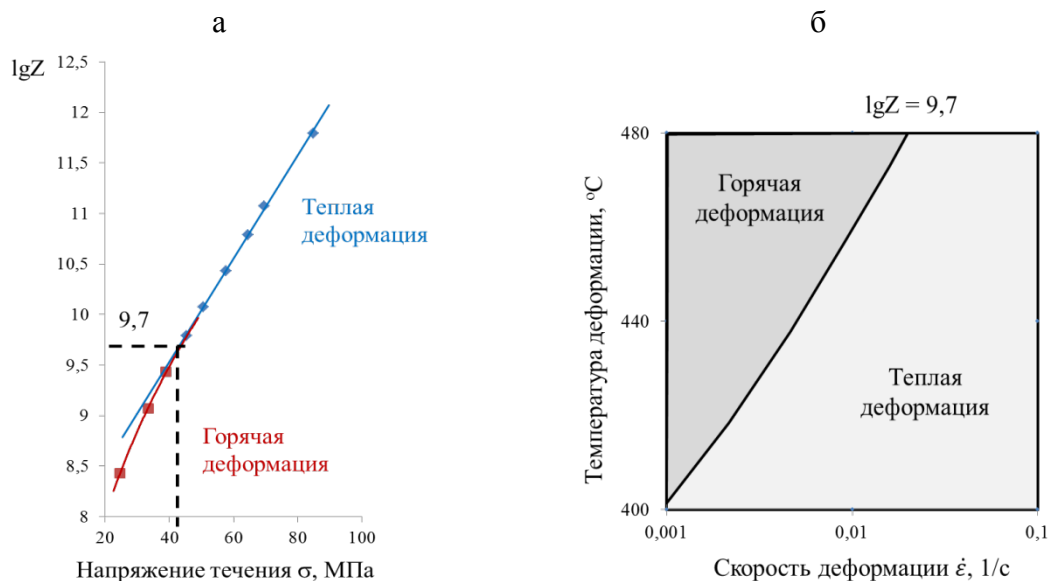 а
lgZ
12,5
12
11,5
11
10,5
10
9,5
9
8,5
8
9,7
Теплая
деформация
Горячая
деформация
20 40 60 80 100
Напряжение течения σ, МПа
б
lgZ = 9,7
Температура деформации, °С
480
440
400
Горячая
деформация
Теплая
деформация
0,001 0,01 0,1
Скорость деформации ε̇, 1/с